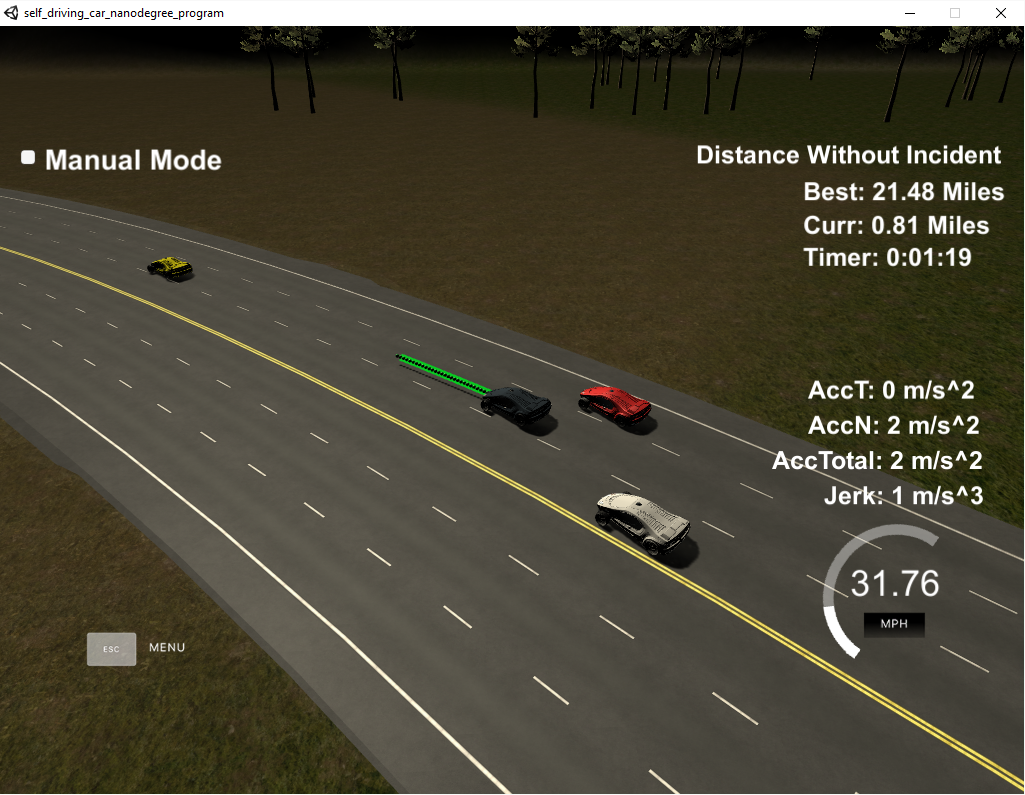 self_driving_car_nanodegree_program
Manual Mode
Distance Without Incident
Best: 21.48 Miles
Curr: 0.81 Miles
Timer: 0:01:19
AccT: 0 m/s^2
AccN: 2 m/s^2
AccTotal: 2 m/s^2
Jerk: 1 m/s^3
31.76
MPH
ESC MENU